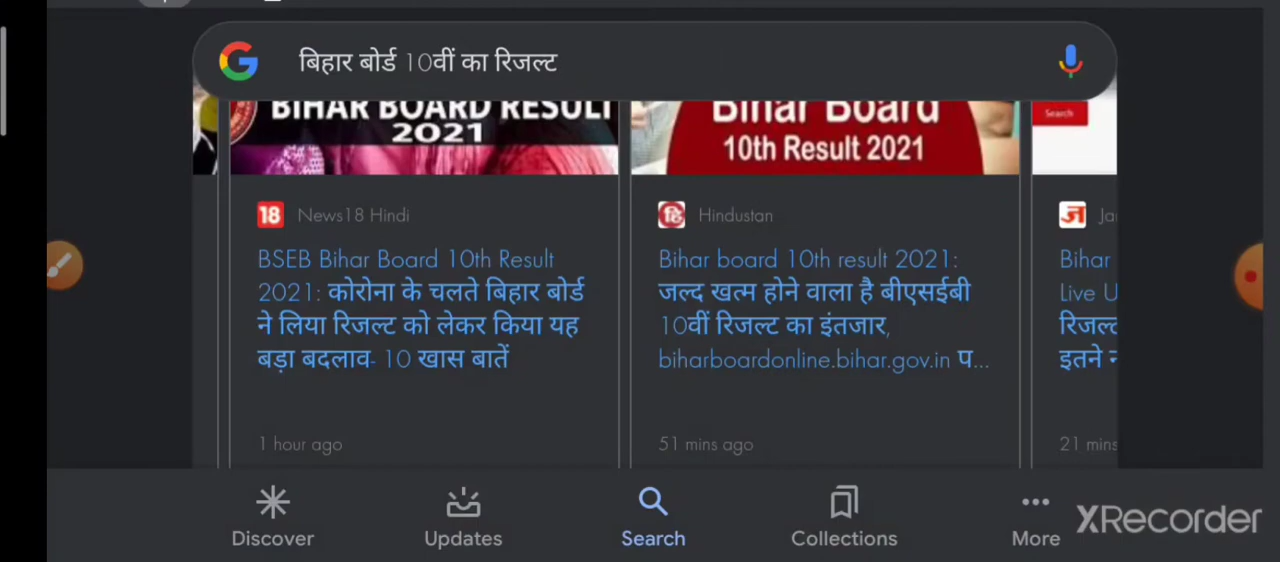 बिहार बोर्ड 10वीं का रिजल्ट
BIHAR BOARD RESULT
2021
Bihar Board
10th Result 2021
Search
18 News18 Hindi
BSEB Bihar Board 10th Result
2021: कोरोना के चलते बिहार बोर्ड
ने लिया रिजल्ट को लेकर किया यह
बड़ा बदलाव- 10 खास बातें
1 hour ago
हि Hindustan
Bihar board 10th result 2021:
जल्द खत्म होने वाला है बीएसईबी
10वीं रिजल्ट का इंतजार,
biharboardonline.bihar.gov.in प...
51 mins ago
ज
Bihar
Live U
रिजल्ट
इतने
21 mins
Discover
Updates
Search
Collections
More
XRecorder